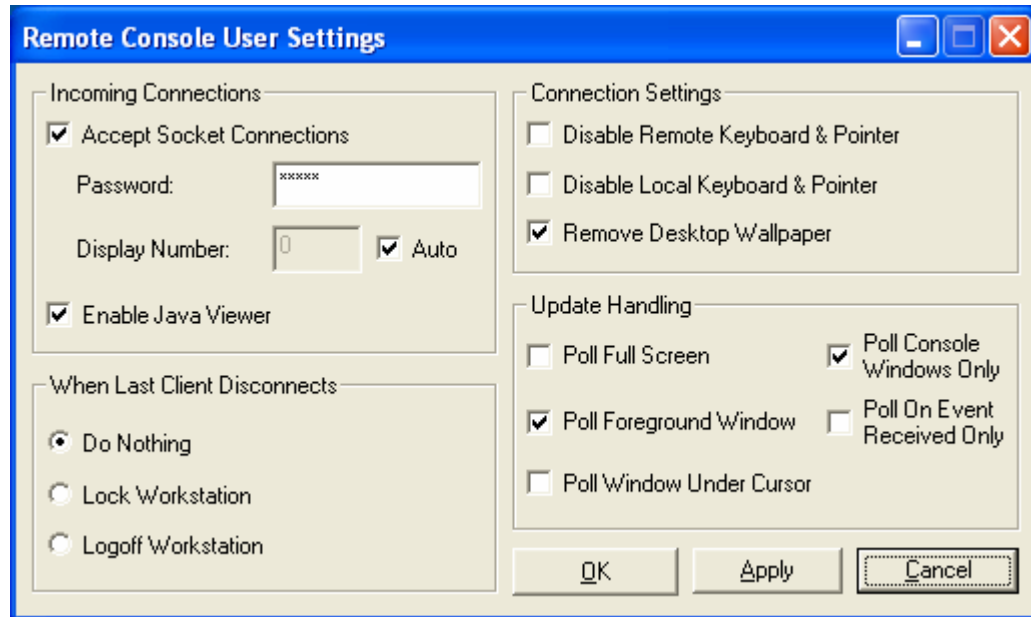 Remote Console User Settings
Incoming Connections
Accept Socket Connections
Password:
xxxxx
Display Number:
0
Auto
Enable Java Viewer
When Last Client Disconnects
Do Nothing
Lock Workstation
Logoff Workstation
Connection Settings
Disable Remote Keyboard & Pointer
Disable Local Keyboard & Pointer
Remove Desktop Wallpaper
Update Handling
Poll Full Screen
Poll Console
Windows Only
Poll Foreground Window
Poll On Event
Received Only
Poll Window Under Cursor
OK
Apply
Cancel